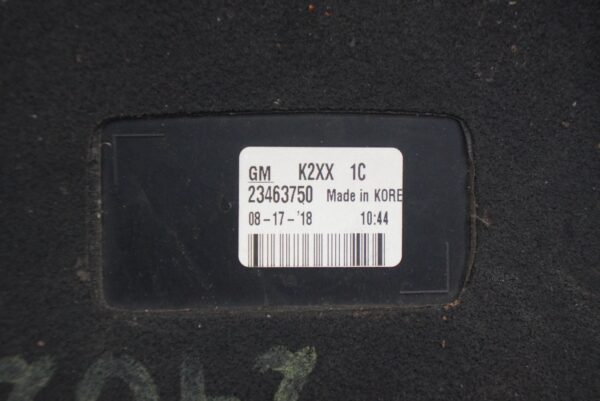 GM K2XX 1C
23463750 Made in KORE
08-17-'18 10:44